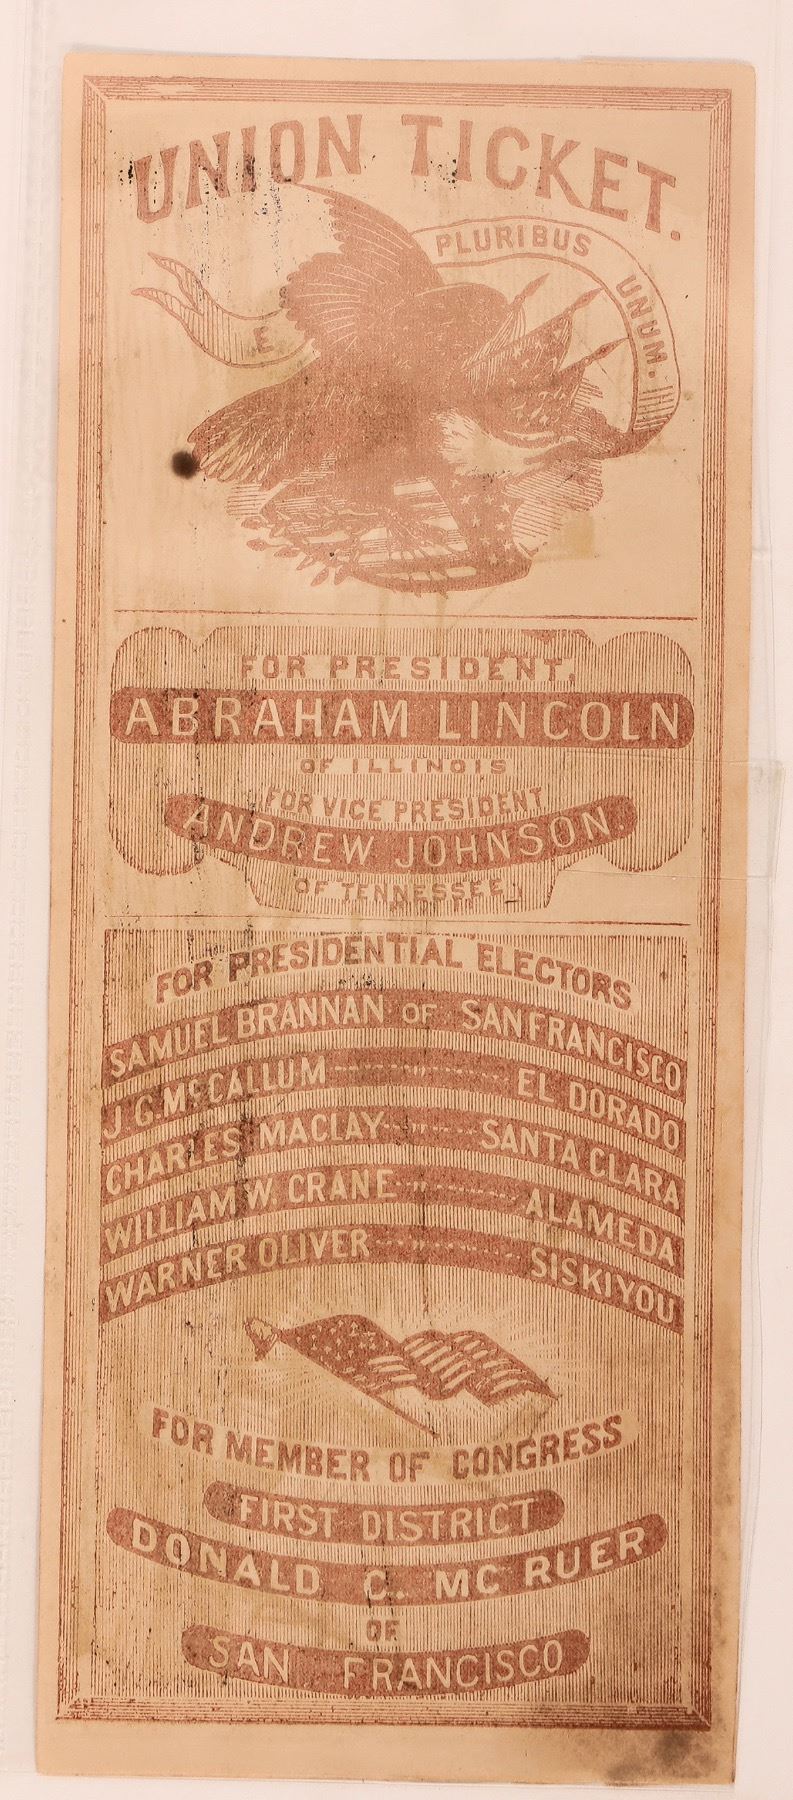 UNION TICKET.
E PLURIBUS UNUM.
FOR PRESIDENT,
ABRAHAM LINCOLN
OF ILLINOIS
FOR VICE PRESIDENT
ANDREW JOHNSON
OF TENNESSEE,
FOR PRESIDENTIAL ELECTORS
SAMUEL BRANNAN OF SAN FRANCISCO
J. G. McCALLUM EL DORADO
CHARLES MACLAY SANTA CLARA
WILLIAM W. CRANE ALAMEDA
WARNER OLIVER SISKIYOU
FOR MEMBER OF CONGRESS
FIRST DISTRICT
DONALD C. MC RUER
OF
SAN FRANCISCO